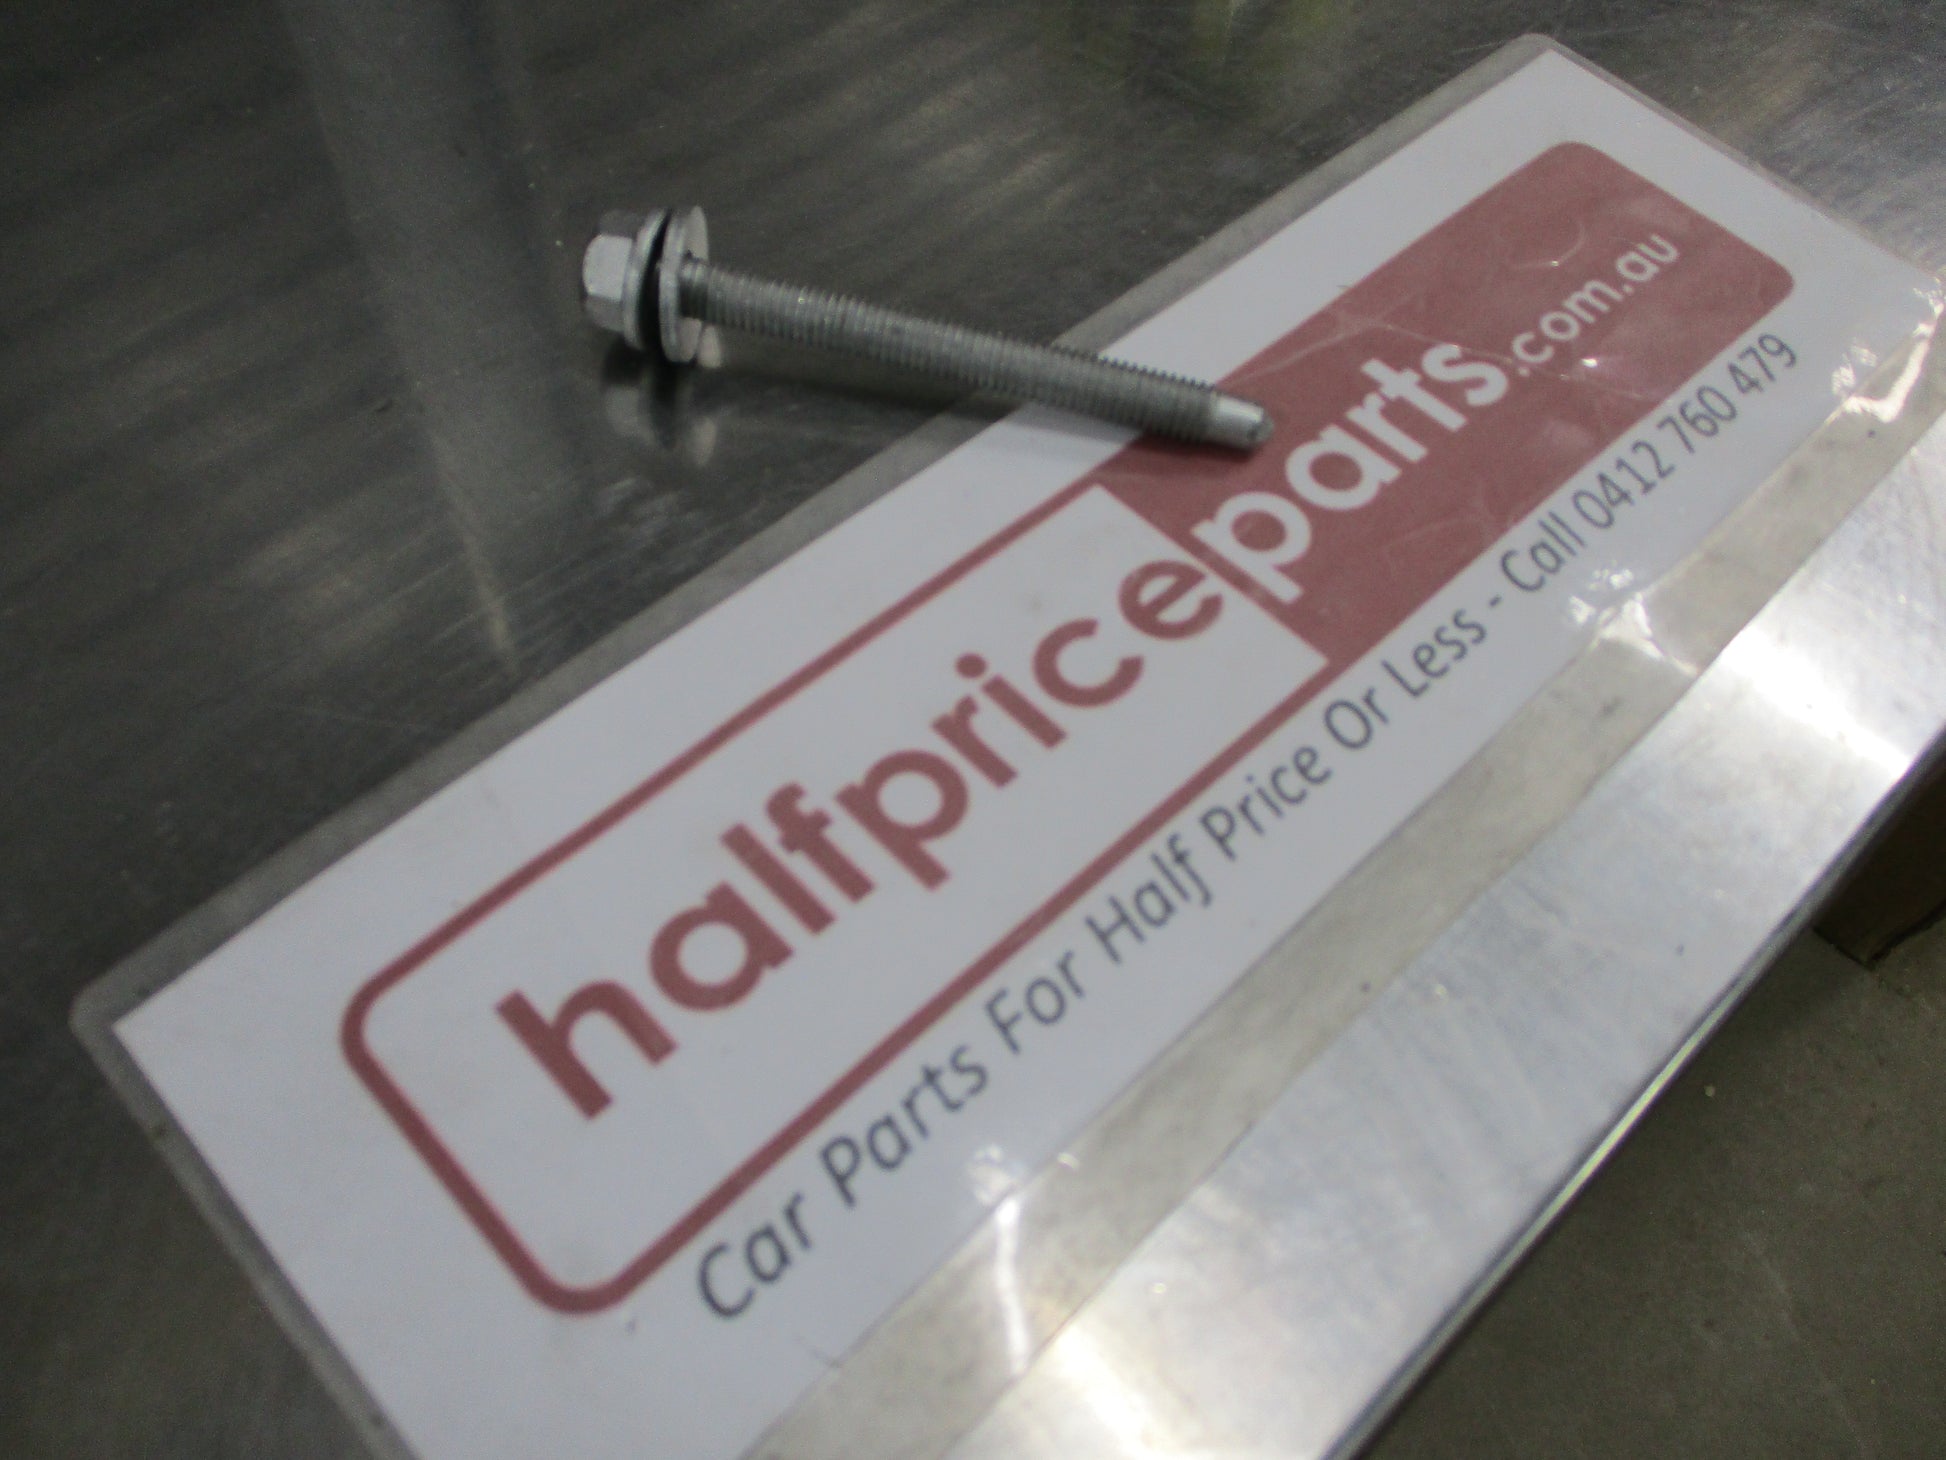 halfpriceparts.com.au
Car Parts For Half Price Or Less - Call 0412 760 479